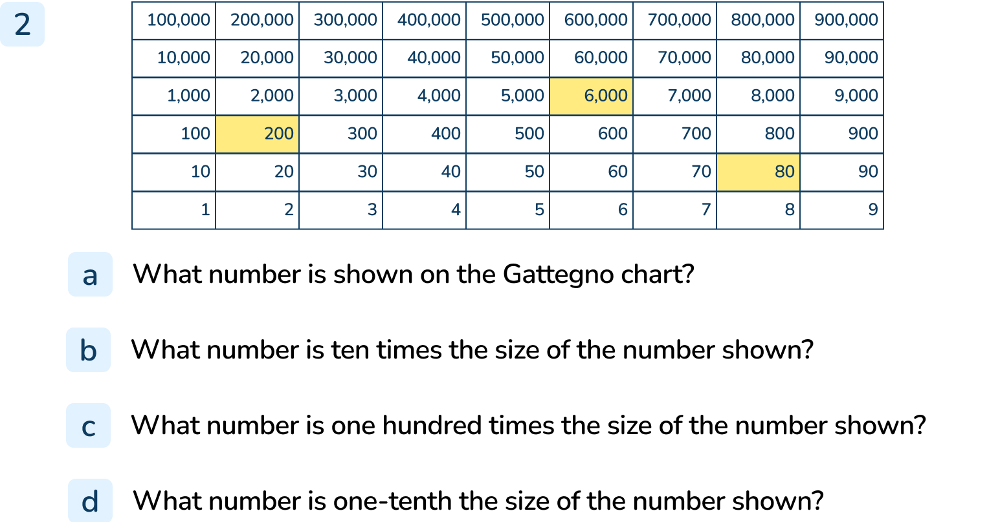 2
100,000 200,000 300,000 400,000 500,000 600,000 700,000 800,000 900,000
10,000 20,000 30,000 40,000 50,000 60,000 70,000 80,000 90,000
1,000 2,000 3,000 4,000 5,000 6,000 7,000 8,000 9,000
100 200 300 400 500 600 700 800 900
10 20 30 40 50 60 70 80 90
1 2 3 4 5 6 7 8 9
a What number is shown on the Gattegno chart?
b What number is ten times the size of the number shown?
c What number is one hundred times the size of the number shown?
d What number is one-tenth the size of the number shown?